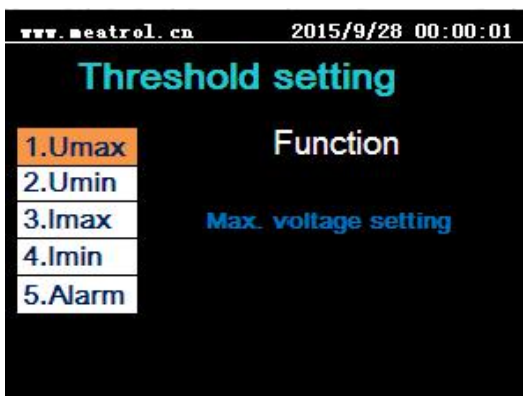 www.meatrol.cn 2015/9/28 00:00:01
Threshold setting
1.Umax
2.Umin
3.Imax
4.Imin
5.Alarm
Function
Max. voltage setting